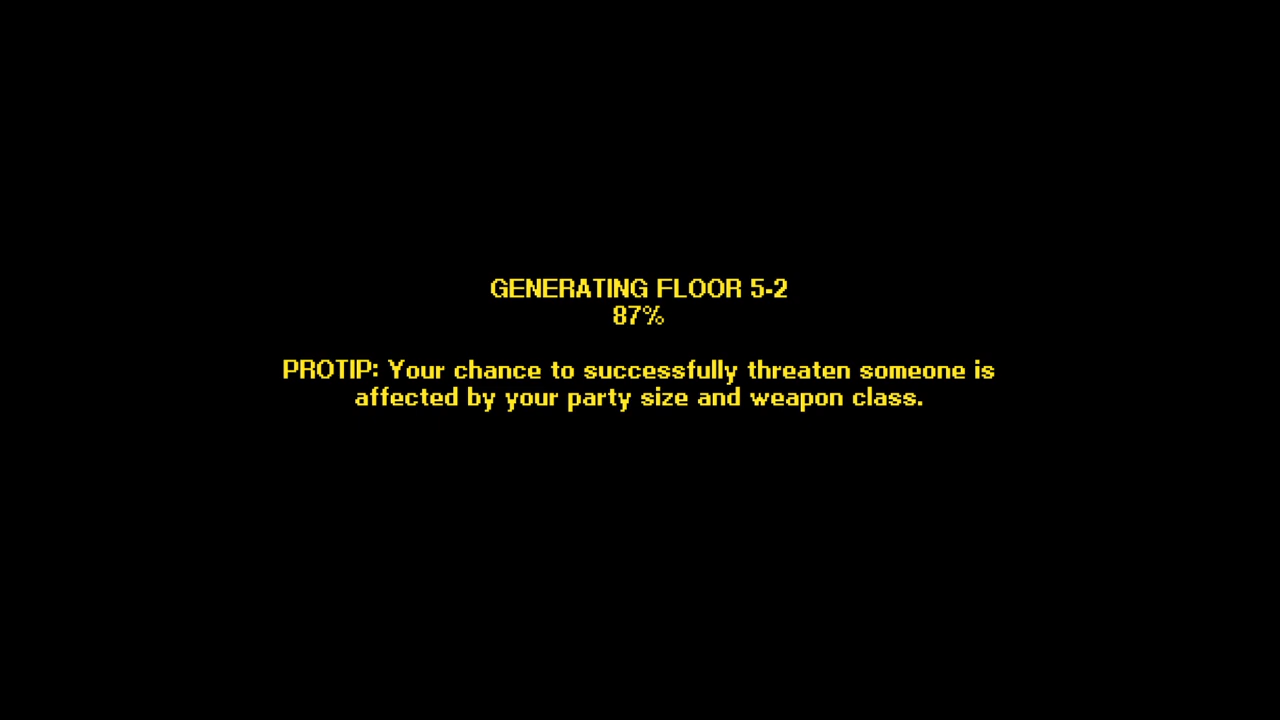 GENERATING FLOOR 5-2
87%
PROTIP: Your chance to successfully threaten someone is
affected by your party size and weapon class.